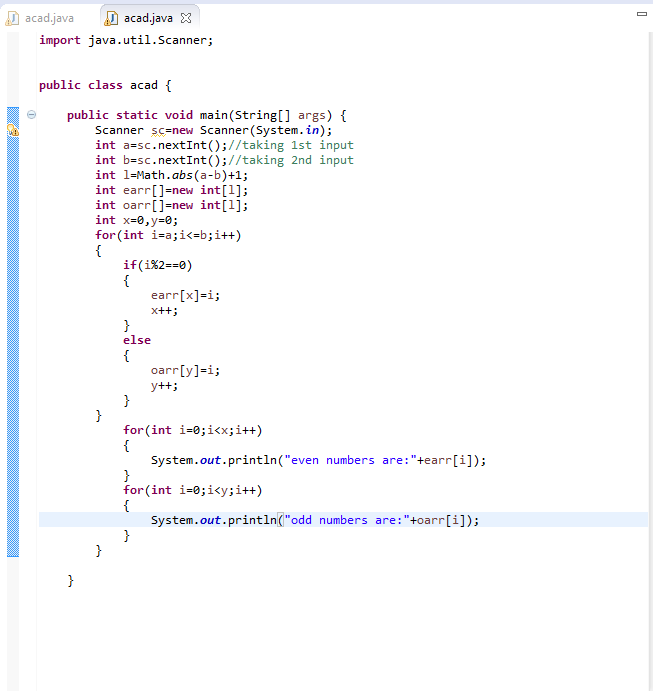 acad.java acad.java
import java.util.Scanner;
public class acad {
public static void main(String[] args) {
Scanner sc=new Scanner(System.in);
int a=sc.nextInt();//taking 1st input
int b=sc.nextInt();//taking 2nd input
int l=Math.abs(a-b)+1;
int earr[]=new int[l];
int oarr[]=new int[l];
int x=0,y=0;
for(int i=a;i<=b;i++)
{
if(i%2==0)
{
earr[x]=i;
x++;
}
else
{
oarr[y]=i;
y++;
}
}
for(int i=0;i<x;i++)
{
System.out.println("even numbers are:"+earr[i]);
}
for(int i=0;i<y;i++)
{
System.out.println("odd numbers are:"+oarr[i]);
}
}
}